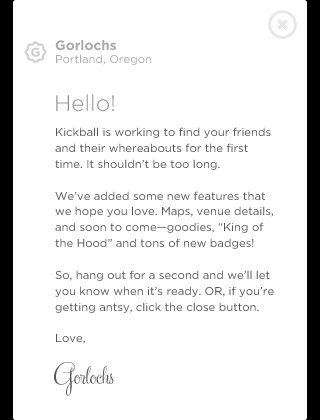 G
Gorlochs
Portland, Oregon
Hello!
Kickball is working to find your friends
and their whereabouts for the first
time. It shouldn't be too long.
We've added some new features that
we hope you love. Maps, venue details,
and soon to come—goodies, "King of
the Hood" and tons of new badges!
So, hang out for a second and we'll let
you know when it's ready. OR, if you're
getting antsy, click the close button.
Love,
Gorlochs